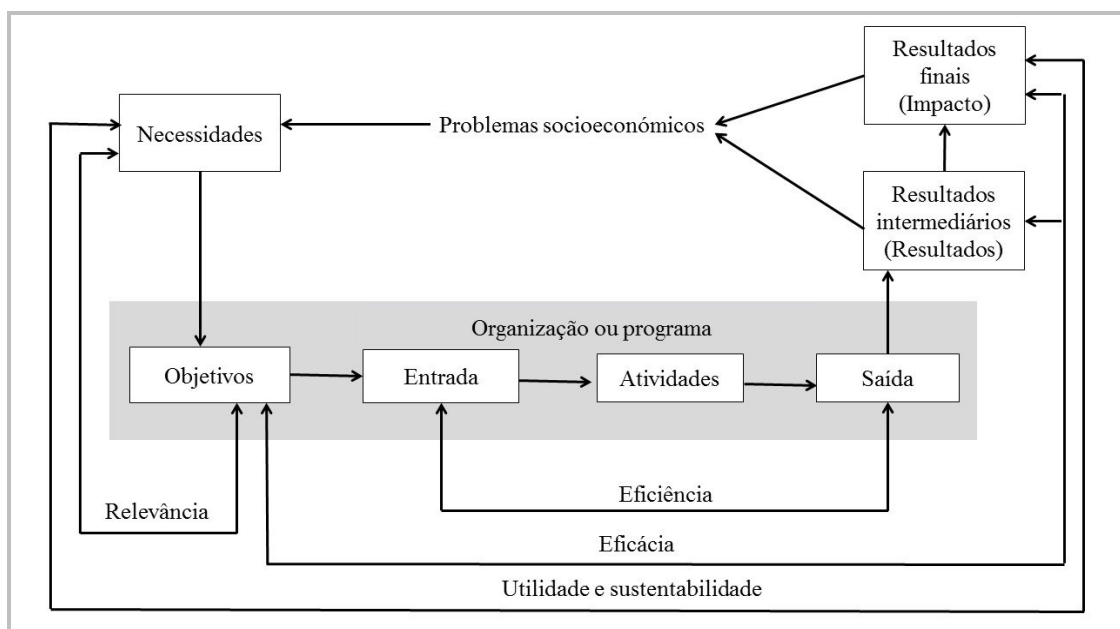 Resultados
finais
(Impacto)
Necessidades
Problemas socioeconómicos
Resultados
intermediários
(Resultados)
Organização ou programa
Objetivos
Entrada
Atividades
Saída
Eficiência
Relevância
Eficácia
Utilidade e sustentabilidade